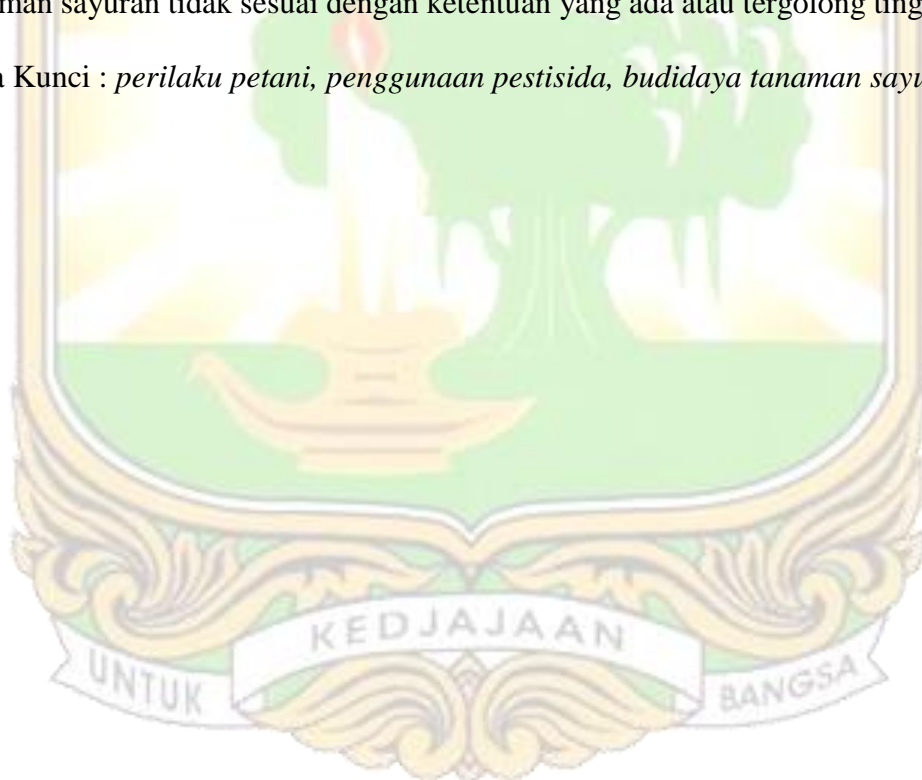 man sayuran tidak sesuai dengan ketentuan yang ada atau tergolong ting
Kunci : perilaku petani, penggunaan pestisida, budidaya tanaman sayu
KEDJAJAAN
UNTUK
BANGSA